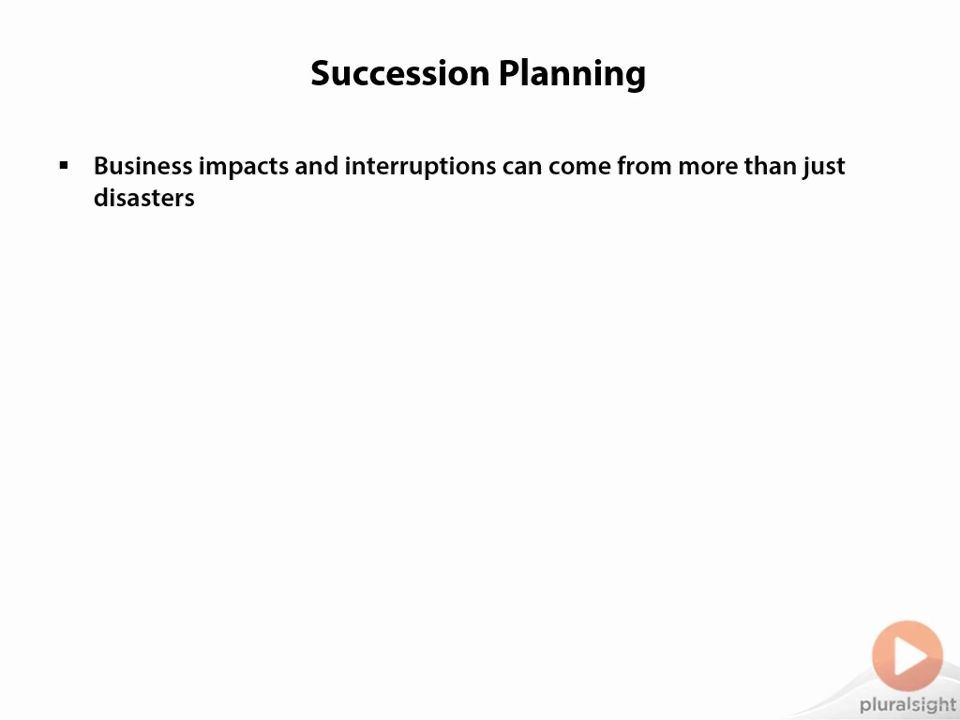 Succession Planning
▪ Business impacts and interruptions can come from more than just
disasters
pluralsight